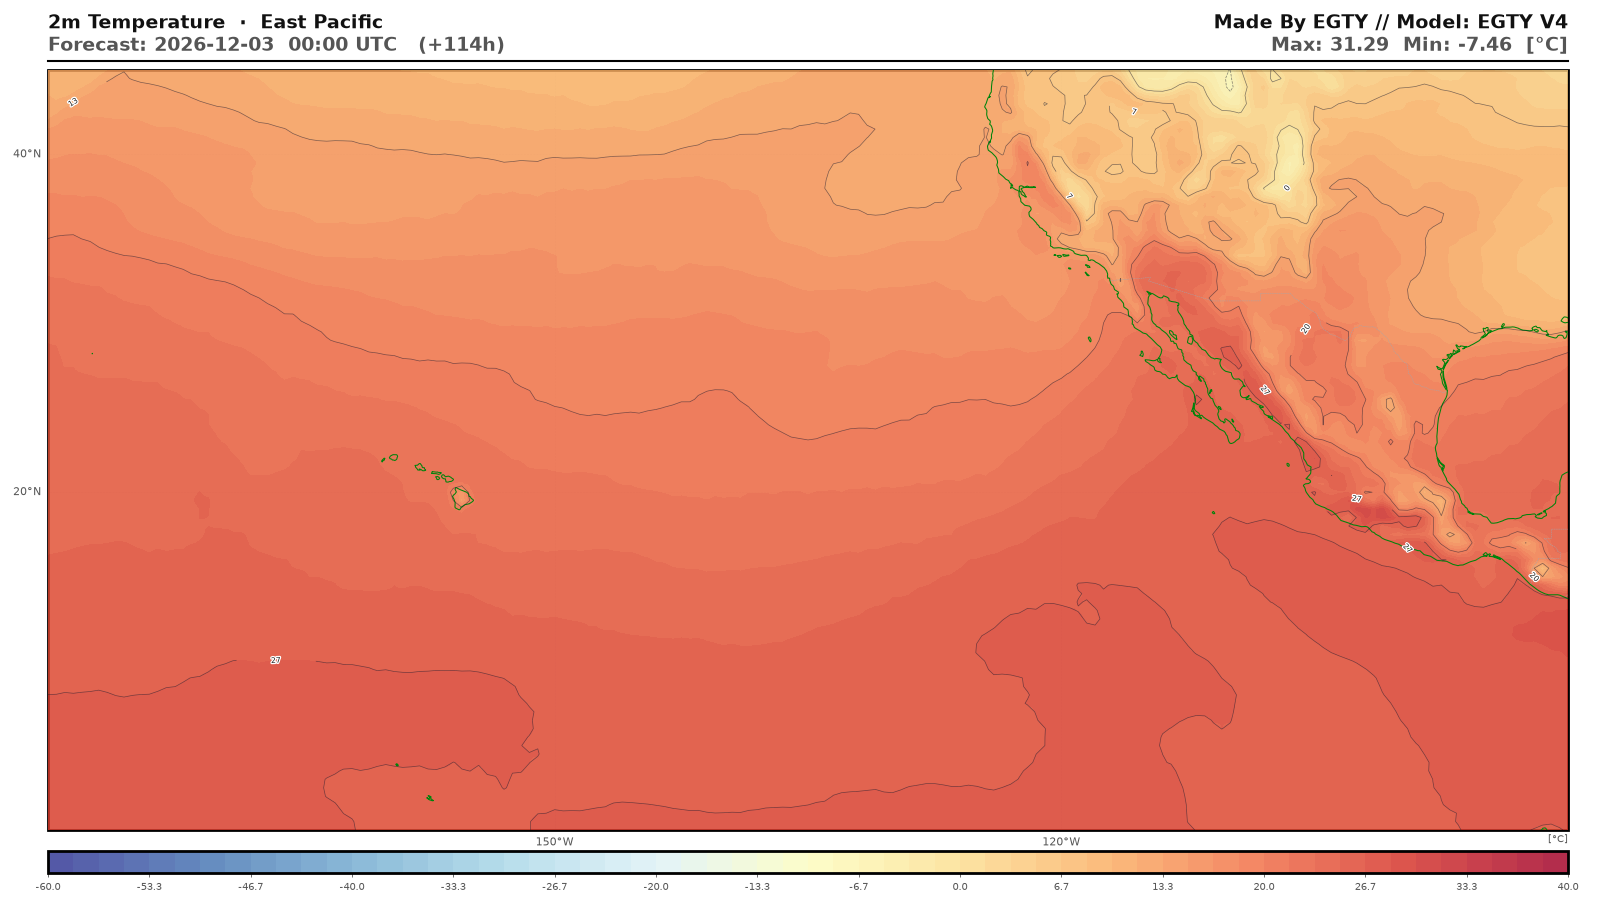 2m Temperature · East Pacific
Made By EGTY // Model: EGTY V4
Forecast: 2026-12-03 00:00 UTC (+114h)
Max: 31.29 Min: -7.46 [°C]
13
7
40°N
0
7
20
27
20°N
27
27
20
27
150°W
120°W
[°C]
-60.0 -53.3 -46.7 -40.0 -33.3 -26.7 -20.0 -13.3 -6.7 0.0 6.7 13.3 20.0 26.7 33.3 40.0